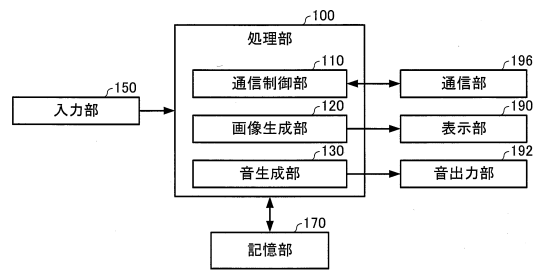 100
処理部
110
通信制御部
196
通信部
150
入力部
120
画像生成部
190
表示部
130
音生成部
192
音出力部
170
記憶部